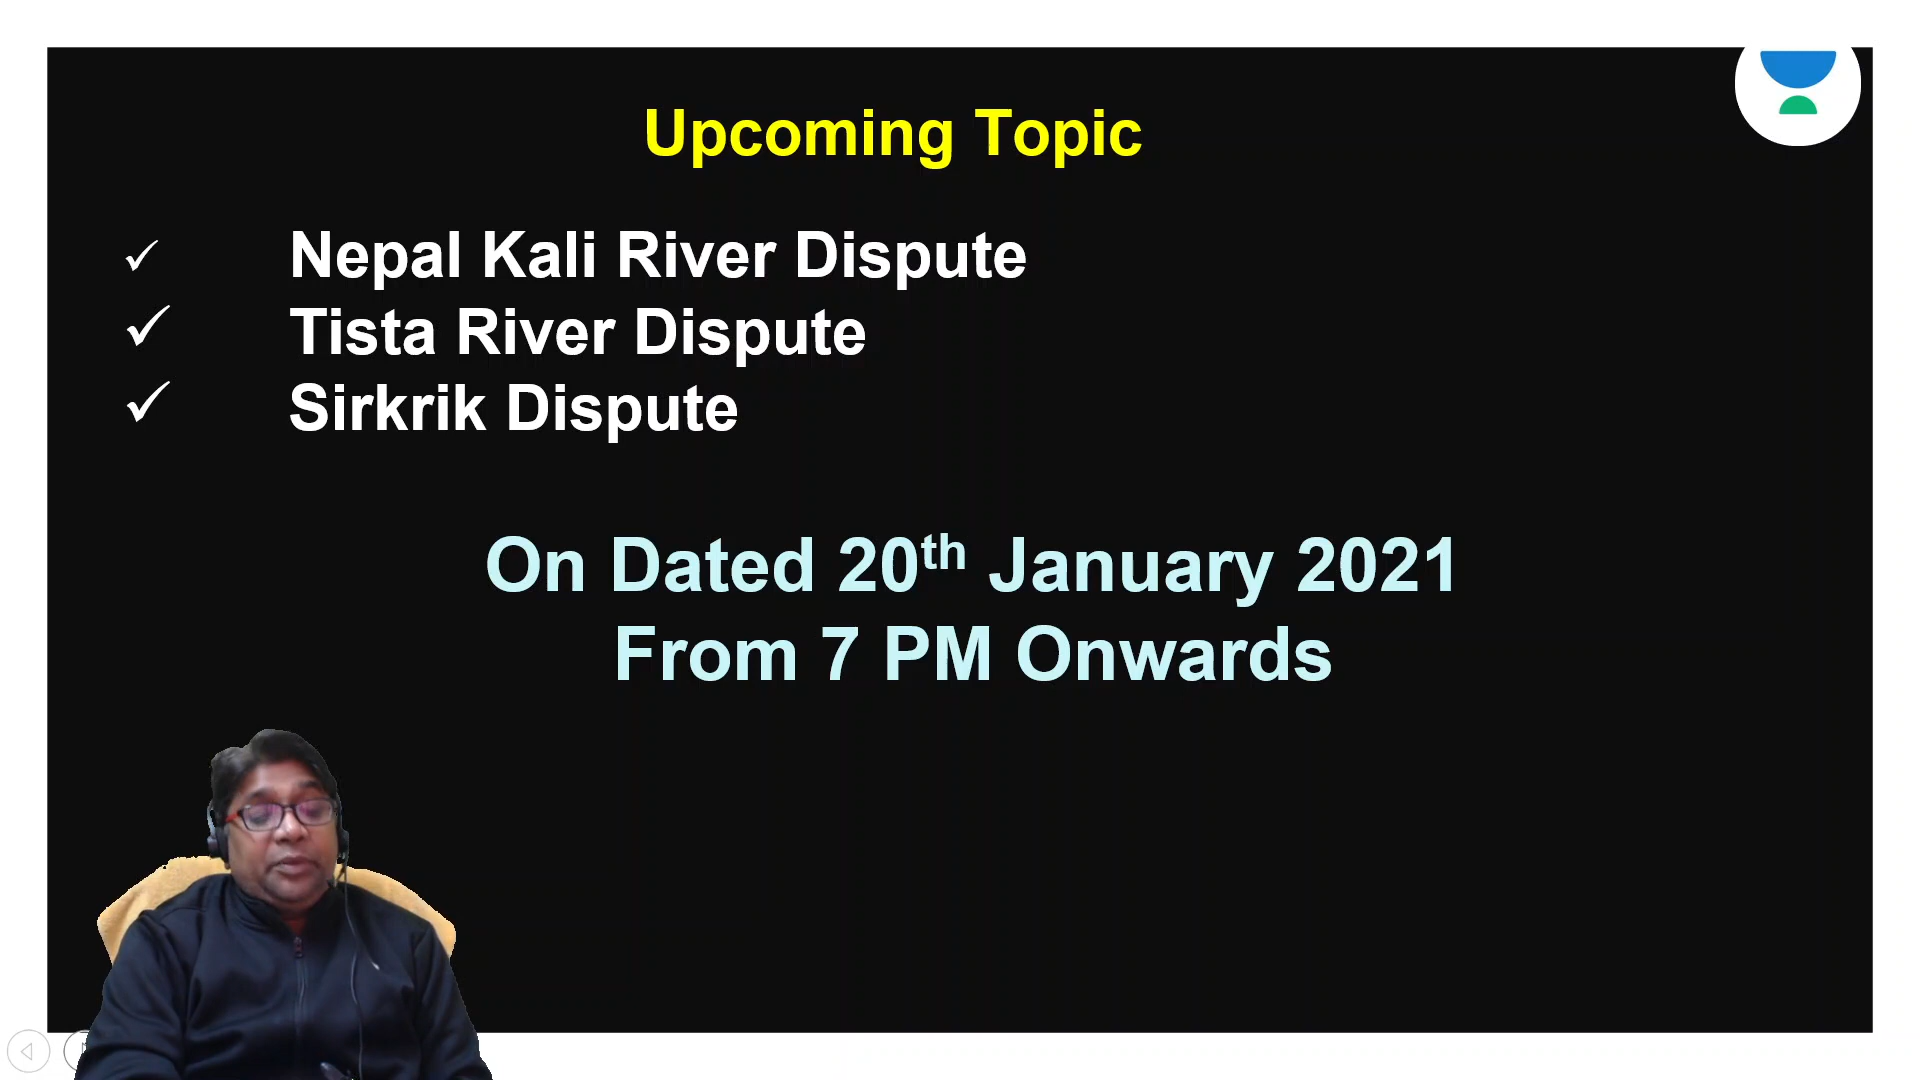 Upcoming Topic
Nepal Kali River Dispute
Tista River Dispute
Sirkrik Dispute
On Dated 20th January 2021
From 7 PM Onwards